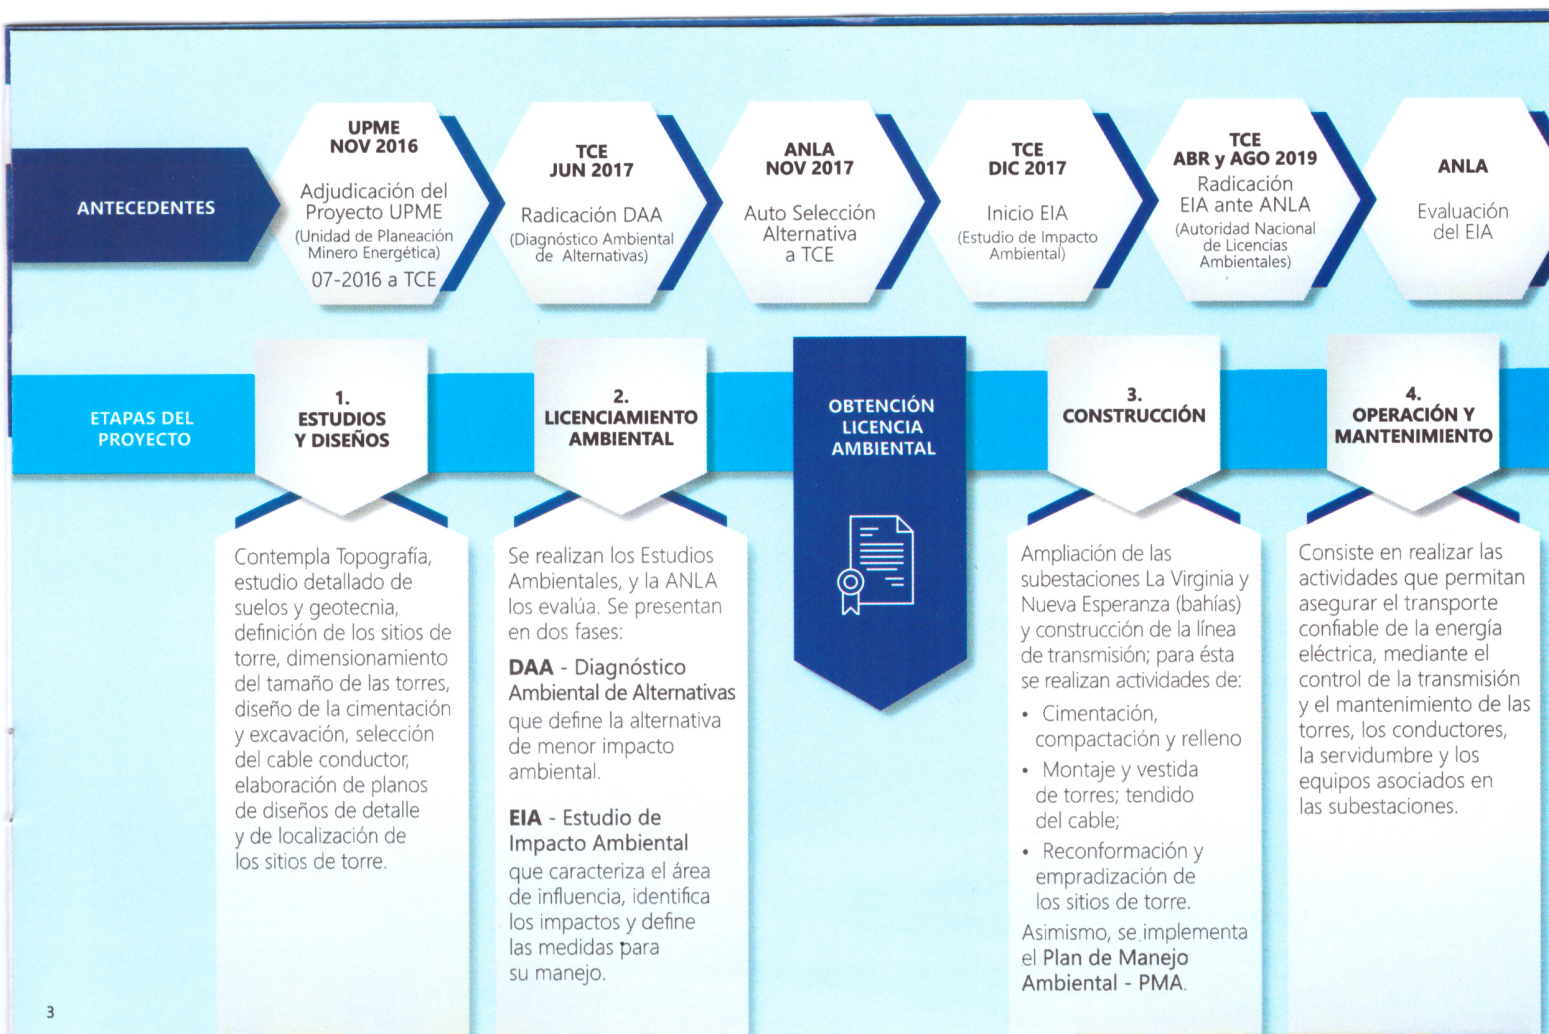 ANTECEDENTES
UPME
NOV 2016
Adjudicación del
Proyecto UPME
(Unidad de Planeación
Minero Energética)
07-2016 a TCE
TCE
JUN 2017
Radicación DAA
(Diagnóstico Ambiental
de Alternativas)
ANLA
NOV 2017
Auto Selección
Alternativa
a TCE
TCE
DIC 2017
Inicio EIA
(Estudio de Impacto
Ambiental)
TCE
ABR y AGO 2019
Radicación
EIA ante ANLA
(Autoridad Nacional
de Licencias
Ambientales)
ANLA
Evaluación
del EIA
ETAPAS DEL
PROYECTO
1.
ESTUDIOS
Y DISEÑOS
Contempla Topografía,
estudio detallado de
suelos y geotecnia,
definición de los sitios de
torre, dimensionamiento
del tamaño de las torres,
diseño de la cimentación
y excavación, selección
del cable conductor,
elaboración de planos
de diseños de detalle
y de localización de
los sitios de torre.
2.
LICENCIAMIENTO
AMBIENTAL
Se realizan los Estudios
Ambientales, y la ANLA
los evalúa. Se presentan
en dos fases:
DAA - Diagnóstico
Ambiental de Alternativas
que define la alternativa
de menor impacto
ambiental.
EIA - Estudio de
Impacto Ambiental
que caracteriza el área
de influencia, identifica
los impactos y define
las medidas para
su manejo.
OBTENCIÓN
LICENCIA
AMBIENTAL
3.
CONSTRUCCIÓN
Ampliación de las
subestaciones La Virginia y
Nueva Esperanza (bahías)
y construcción de la línea
de transmisión; para ésta
se realizan actividades de:
• Cimentación,
compactación y relleno
• Montaje y vestida
de torres; tendido
del cable;
• Reconformación y
empradización de
los sitios de torre.
Asimismo, se implementa
el Plan de Manejo
Ambiental - PMA.
4.
OPERACIÓN Y
MANTENIMIENTO
Consiste en realizar las
actividades que permitan
asegurar el transporte
confiable de la energía
eléctrica, mediante el
control de la transmisión
y el mantenimiento de las
torres, los conductores,
la servidumbre y los
equipos asociados en
las subestaciones.
3